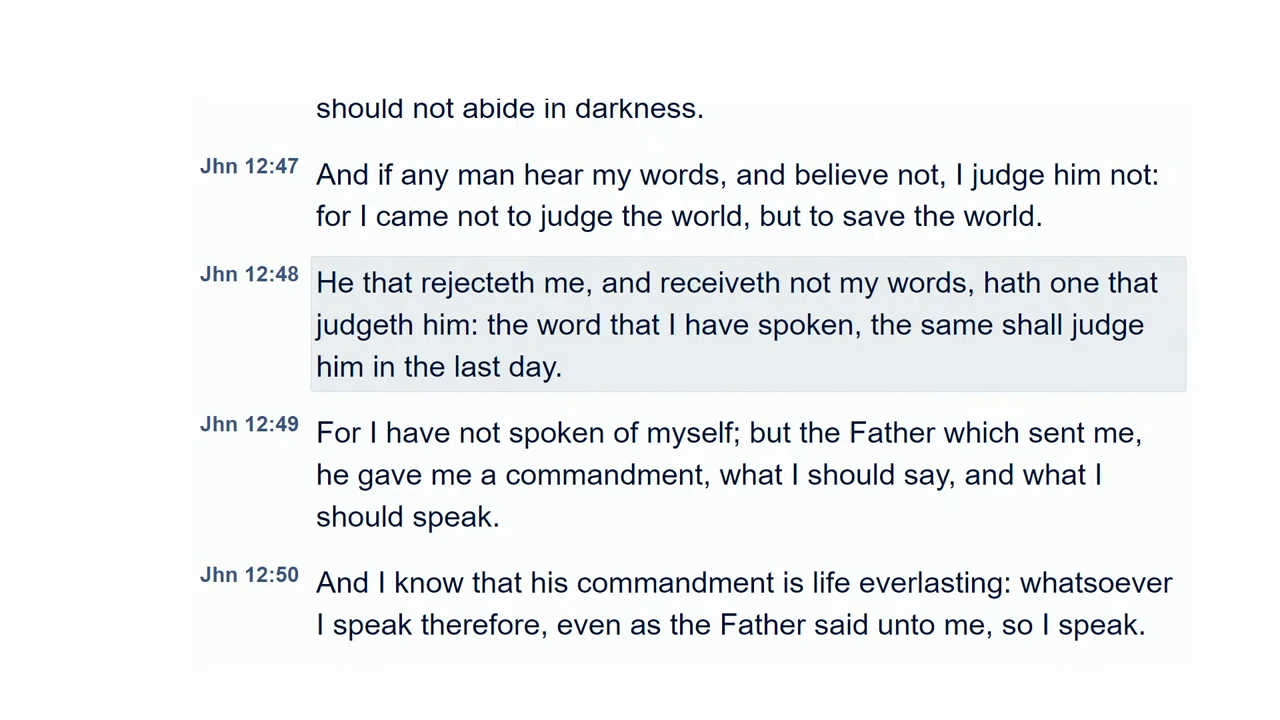 should not abide in darkness.
Jhn 12:47 And if any man hear my words, and believe not, I judge him not:
for I came not to judge the world, but to save the world.
Jhn 12:48 He that rejecteth me, and receiveth not my words, hath one that
judgeth him: the word that I have spoken, the same shall judge
him in the last day.
Jhn 12:49 For I have not spoken of myself; but the Father which sent me,
he gave me a commandment, what I should say, and what I
should speak.
Jhn 12:50 And I know that his commandment is life everlasting: whatsoever
I speak therefore, even as the Father said unto me, so I speak.